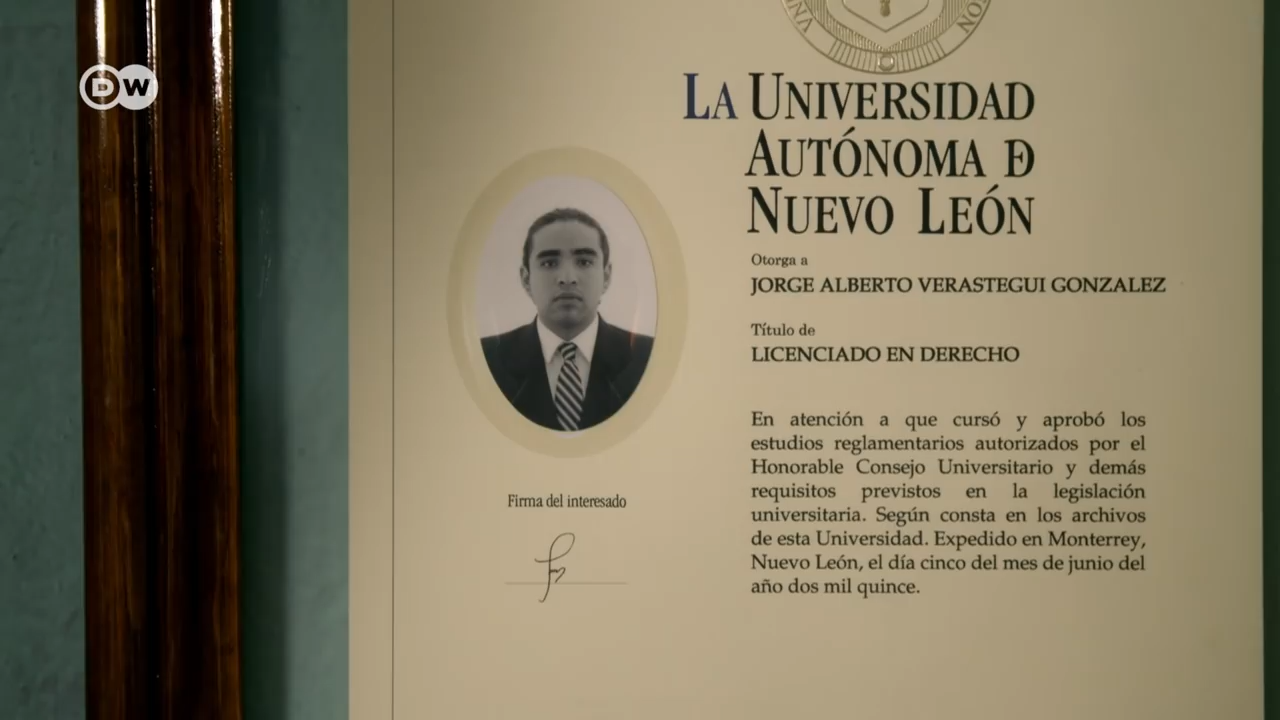 DW
LA UNIVERSIDAD
AUTÓNOMA DE
NUEVO LEÓN
Otorga a
JORGE ALBERTO VERASTEGUI GONZALEZ
Título de
LICENCIADO EN DERECHO
En atención a que cursó y aprobó los
estudios reglamentarios autorizados por el
Honorable Consejo Universitario y demás
requisitos previstos en la legislación
universitaria. Según consta en los archivos
de esta Universidad. Expedido en Monterrey,
Nuevo León, el día cinco del mes de junio del
año dos mil quince.
Firma del interesado